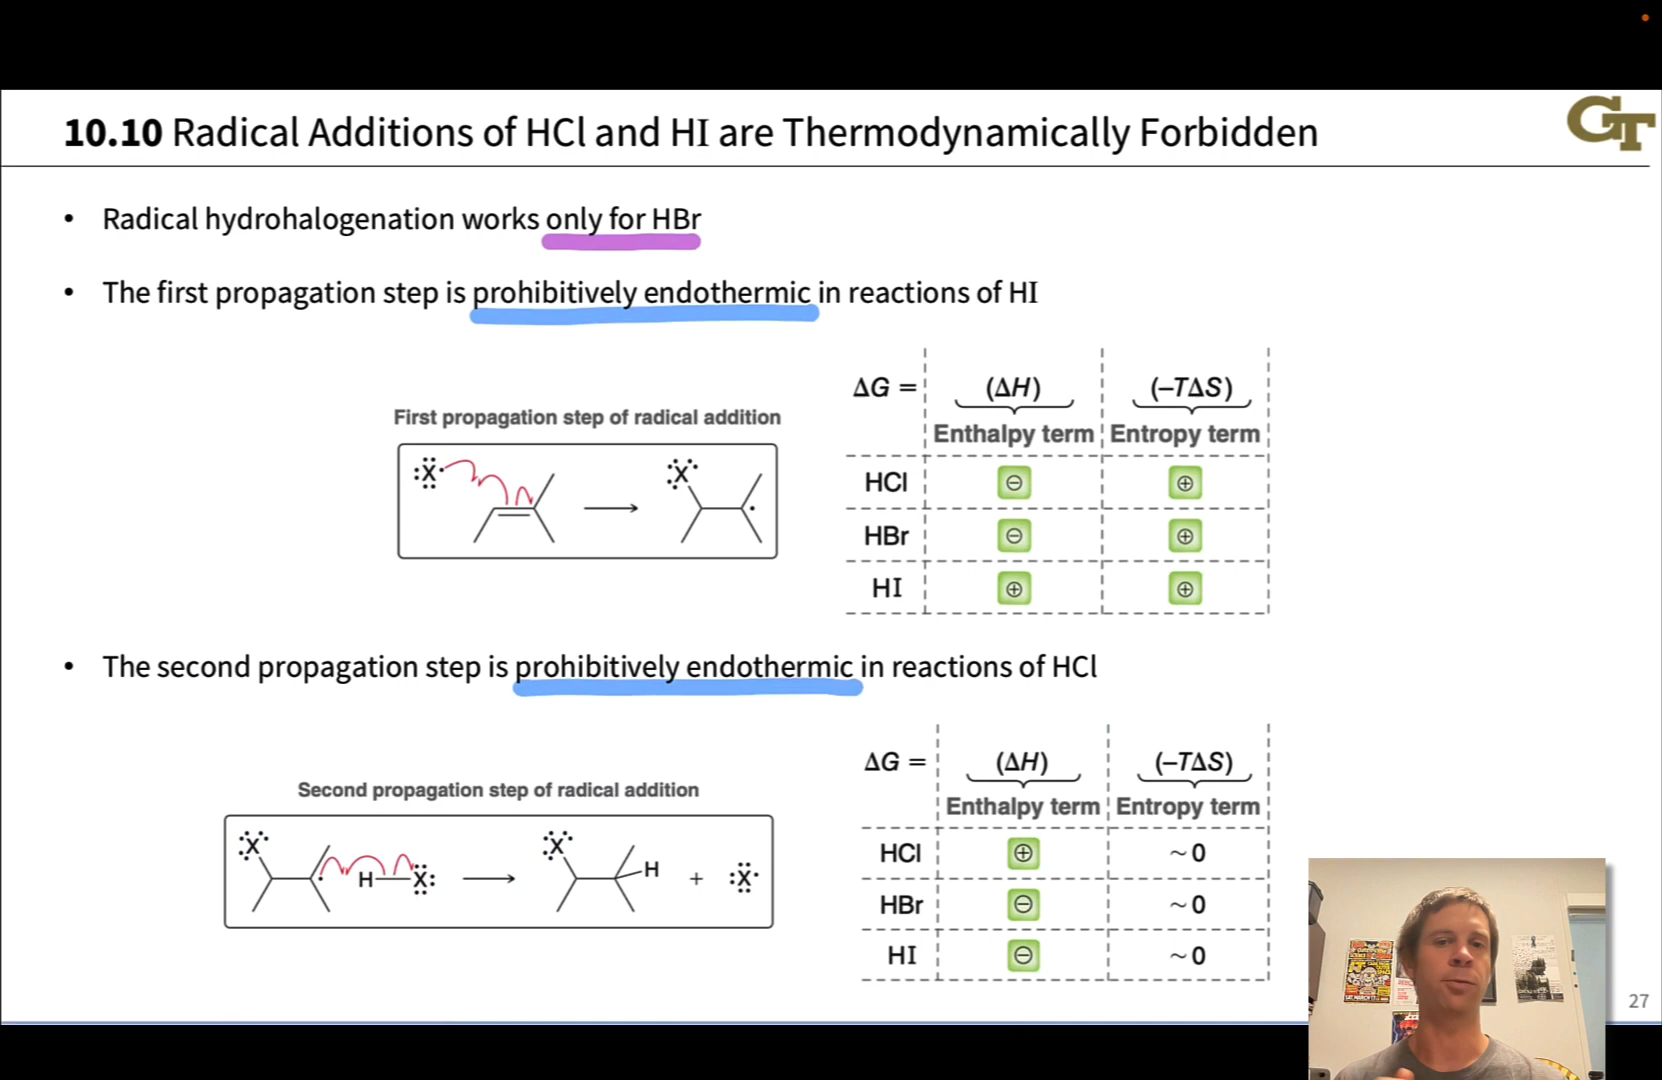 GT
10.10 Radical Additions of HCl and HI are Thermodynamically Forbidden
• Radical hydrohalogenation works only for HBr
• The first propagation step is prohibitively endothermic in reactions of HI
First propagation step of radical addition
X X
ΔG = (ΔH) (–TΔS)
Enthalpy term Entropy term
HCl ⊖ ⊕
HBr ⊖ ⊕
HI ⊕ ⊕
• The second propagation step is prohibitively endothermic in reactions of HCl
Second propagation step of radical addition
X H X X H + X
ΔG = (ΔH) (–TΔS)
Enthalpy term Entropy term
HCl ⊕ ~ 0
HBr ⊖ ~ 0
HI ⊖ ~ 0
27